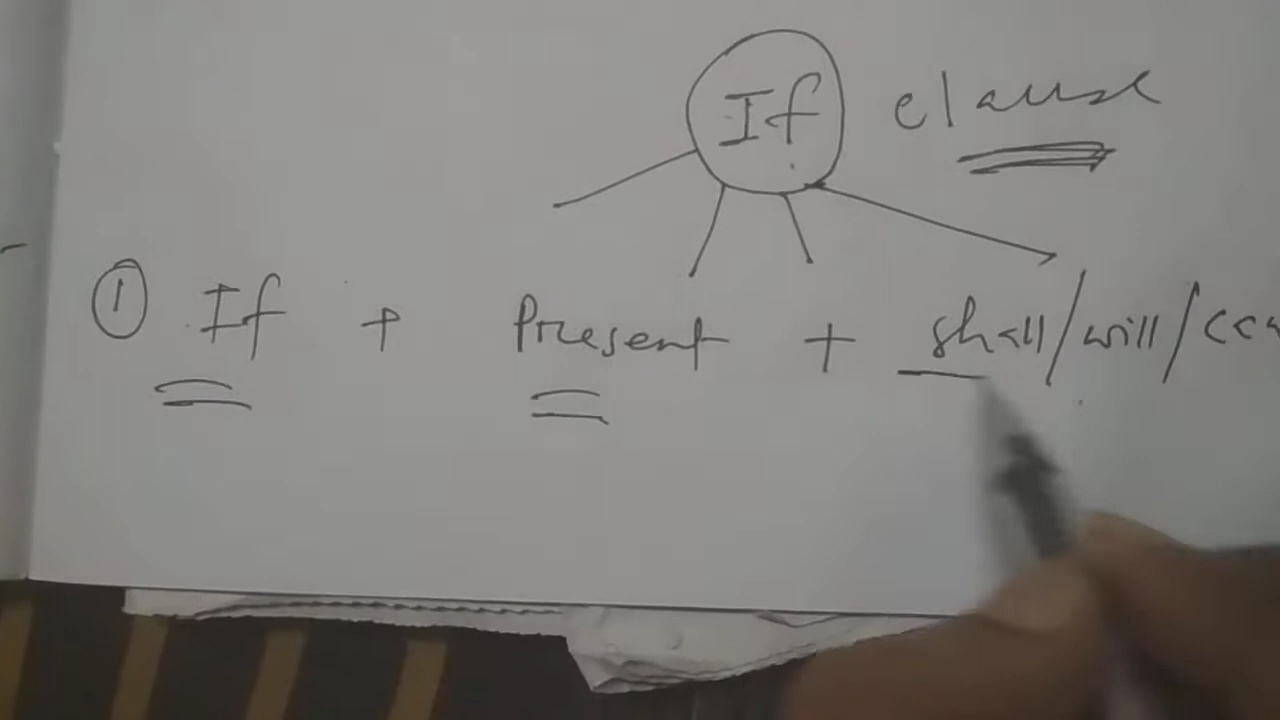 If clause
① If + Present + shall/will/